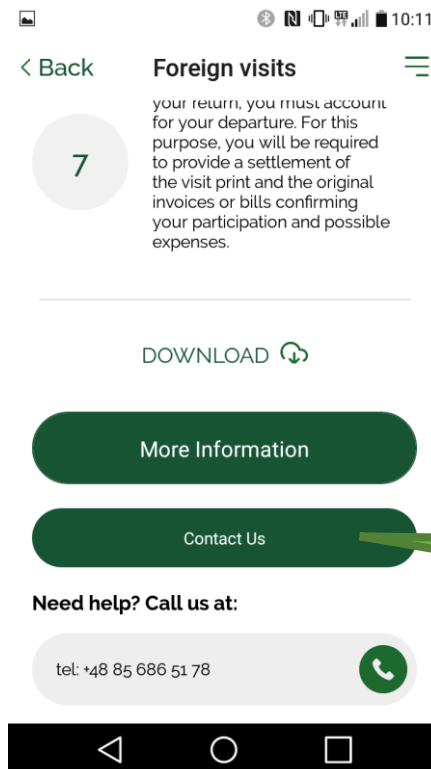 10:11
< Back Foreign visits
your return, you must account
for your departure. For this
7
purpose, you will be required
to provide a settlement of
the visit print and the original
invoices or bills confirming
your participation and possible
expenses.
DOWNLOAD
More Information
Contact Us
Need help? Call us at:
tel: +48 85 686 51 78